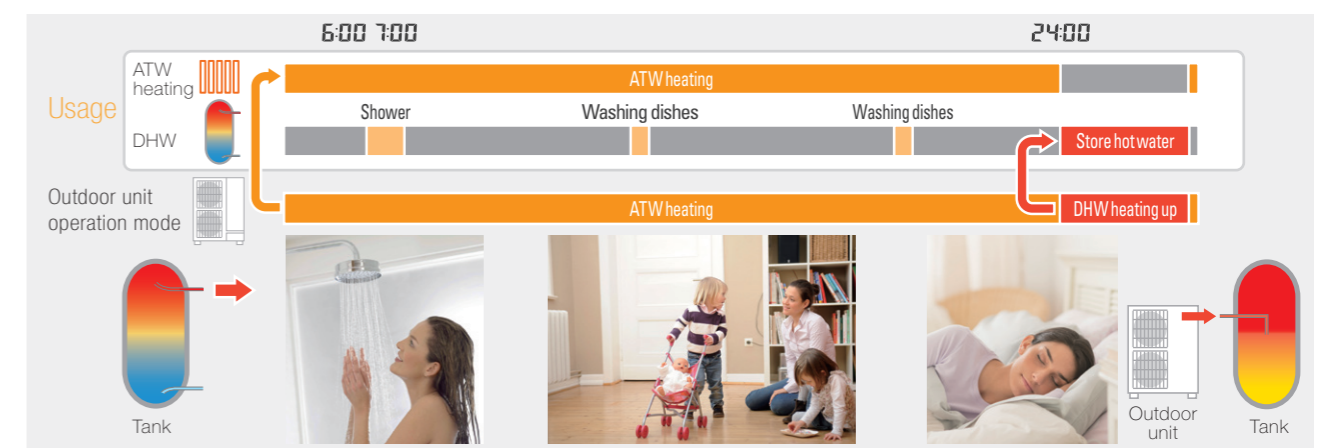 6:00 7:00
24:00
Usage
ATW
heating
ATW heating
Shower
Washing dishes
Washing dishes
DHW
Store hot water
Outdoor unit
operation mode
ATW heating
DHW heating up
Tank
Outdoor
unit
Tank